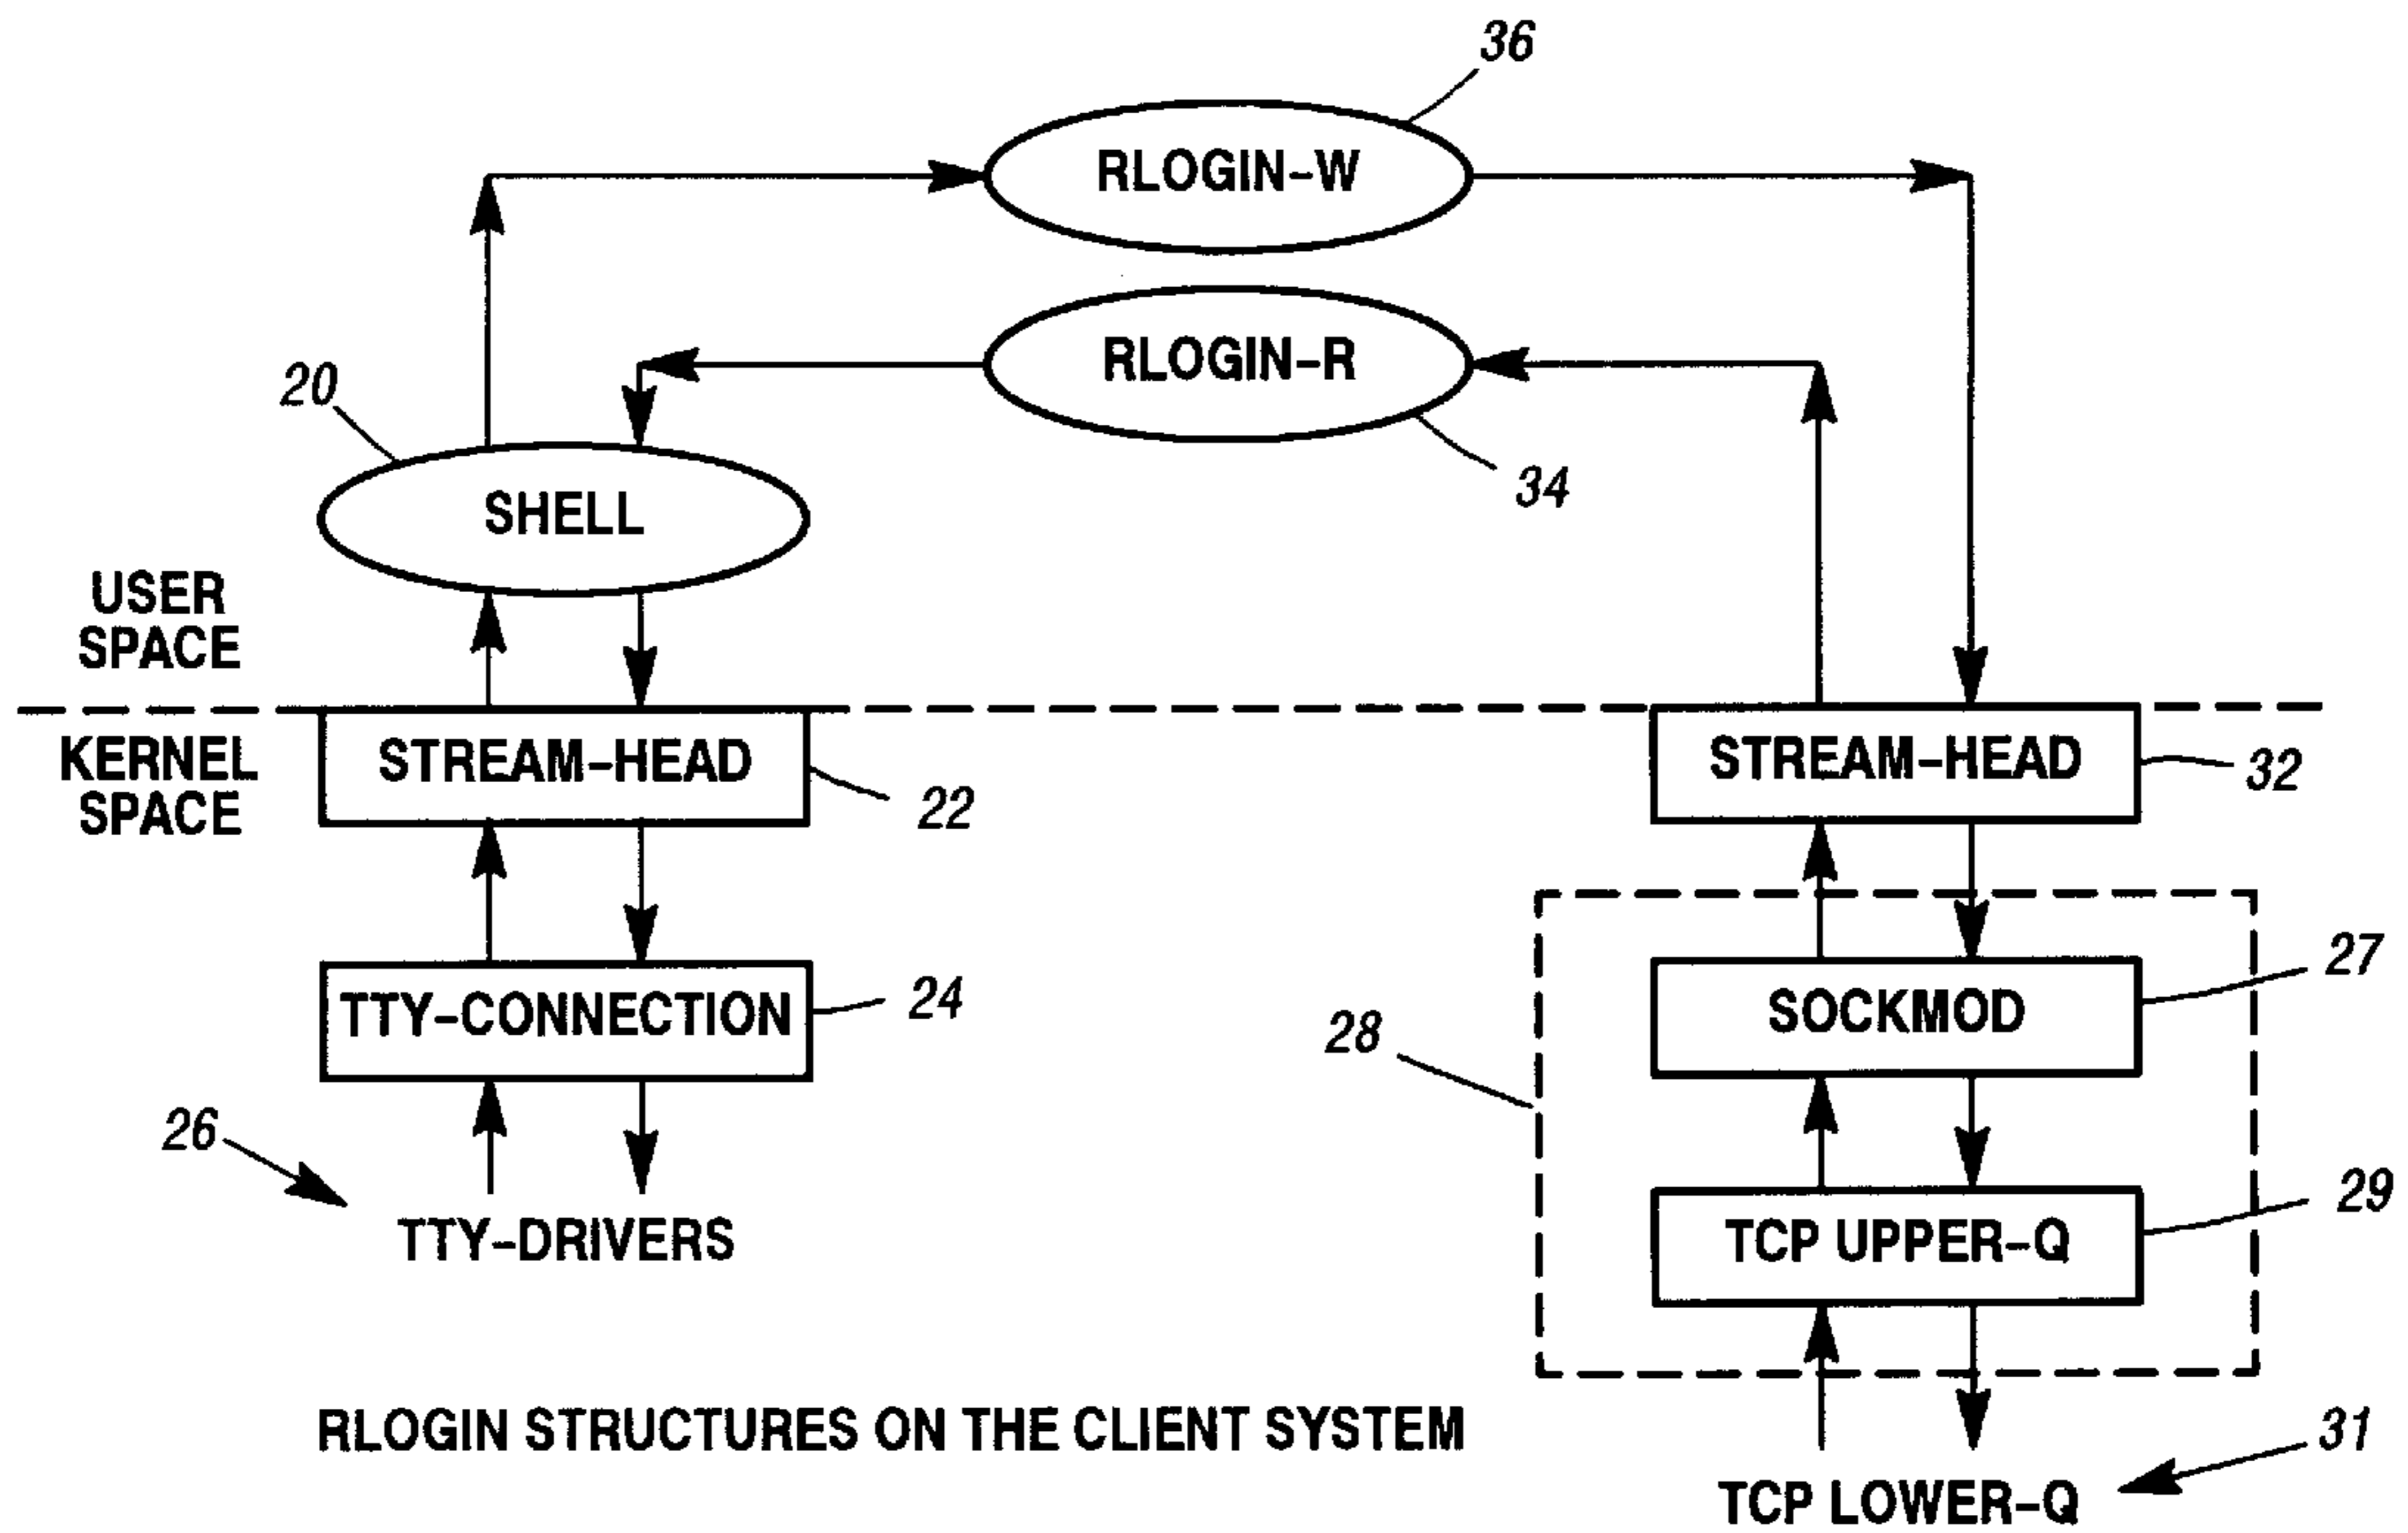 36
RLOGIN-W
RLOGIN-R
20
34
SHELL
USER
SPACE
KERNEL
SPACE
STREAM-HEAD
22
STREAM-HEAD
32
TTY-CONNECTION
24
SOCKMOD
27
28
26
TTY-DRIVERS
TCP UPPER-Q
29
RLOGIN STRUCTURES ON THE CLIENT SYSTEM
31
TCP LOWER-Q